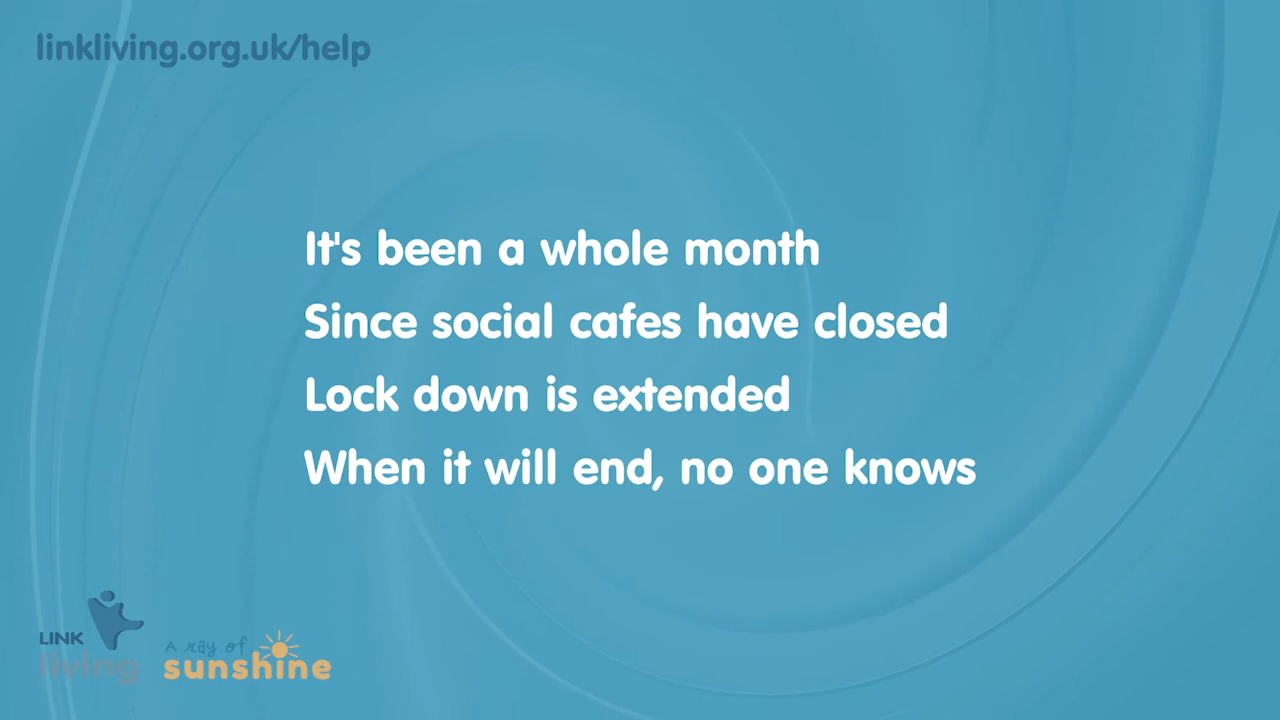 linkliving.org.uk/help
It's been a whole month
Since social cafes have closed
Lock down is extended
When it will end, no one knows
LINK
living
A ray of
sunshine